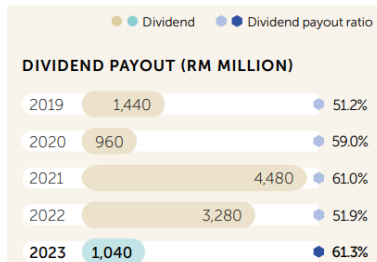 Dividend Dividend payout ratio
DIVIDEND PAYOUT (RM MILLION)
2019 1,440 51.2%
2020 960 59.0%
2021 4,480 61.0%
2022 3,280 51.9%
2023 1,040 61.3%